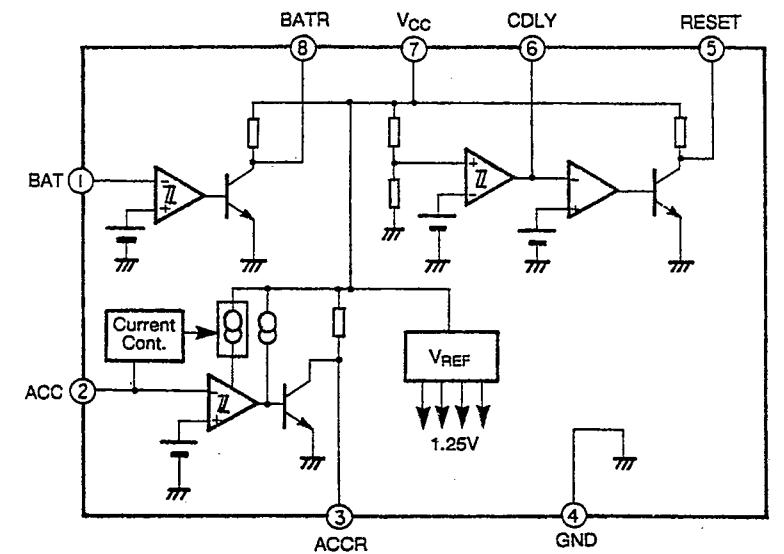 BATR
VCC
CDLY
RESET
8
7
6
5
BAT
1
Current
Cont.
ACC
2
VREF
1.25V
3
4
ACCR
GND